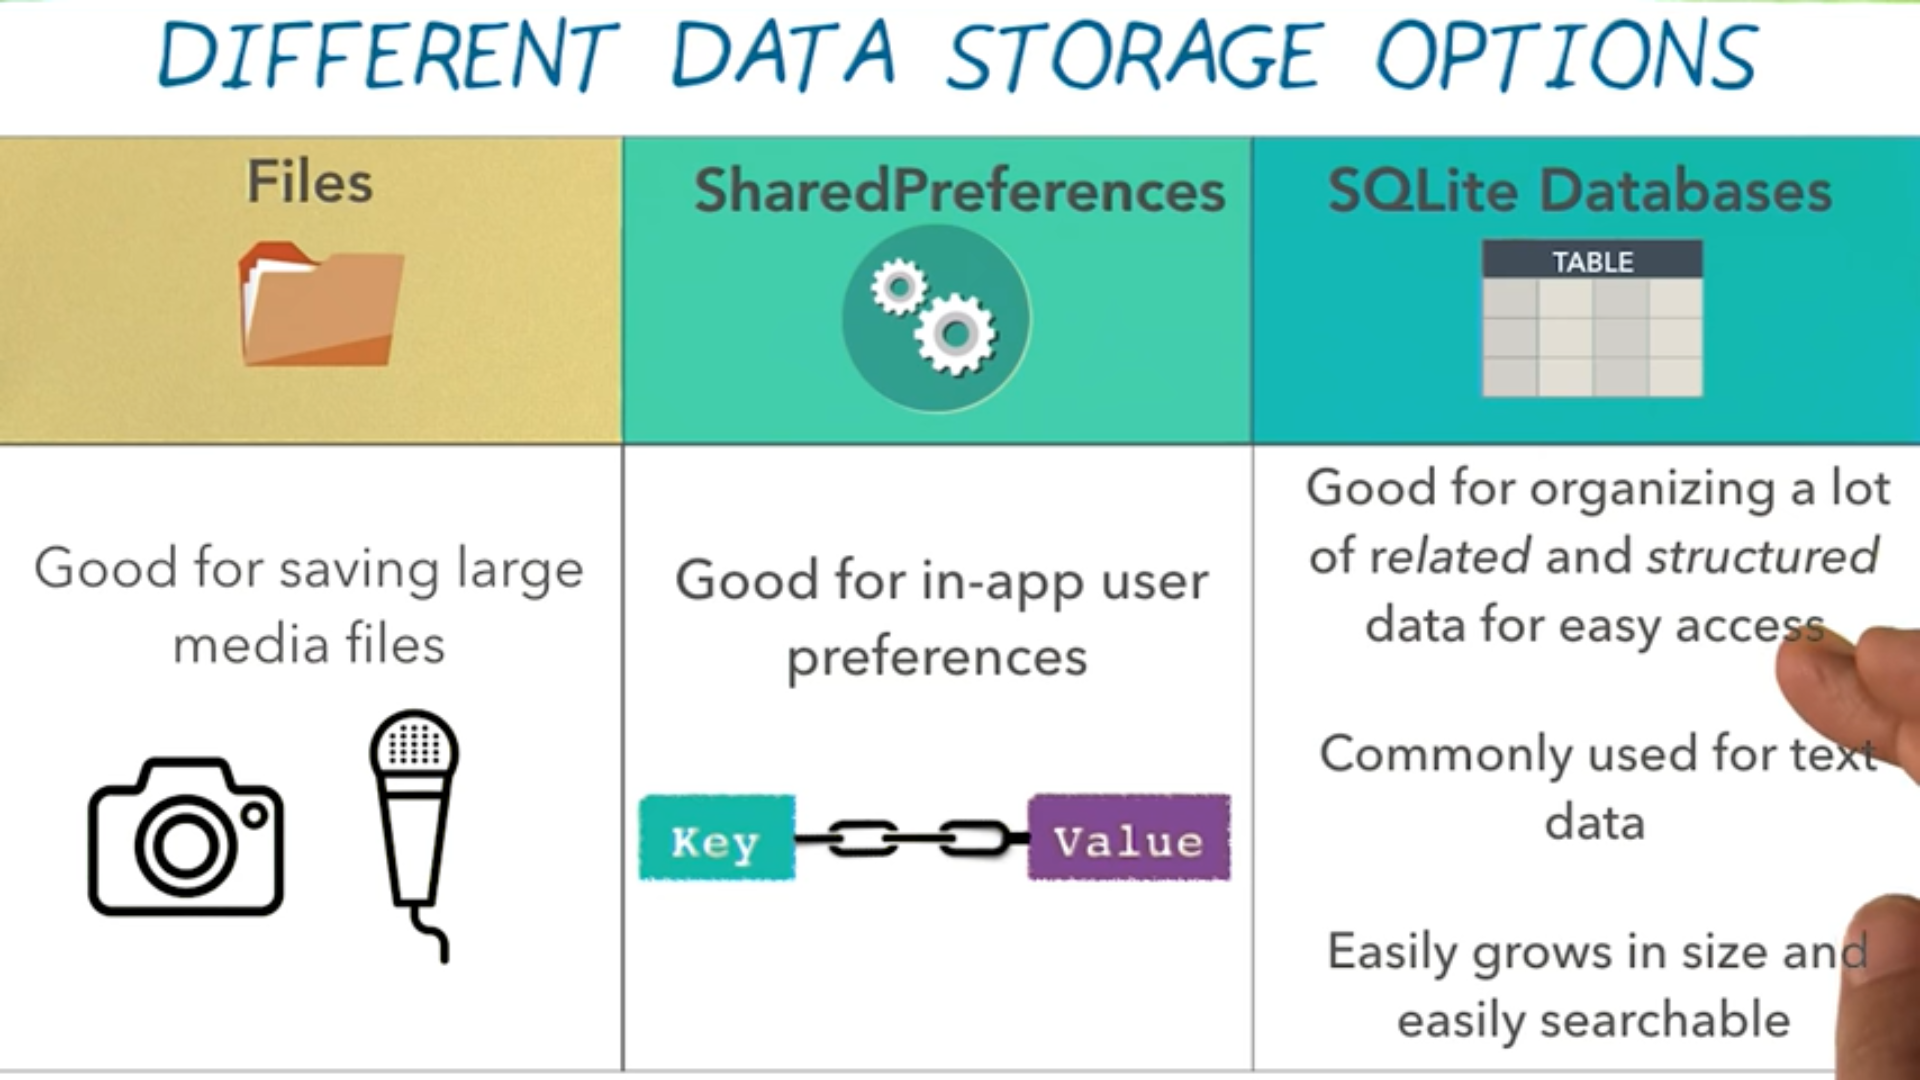 DIFFERENT DATA STORAGE OPTIONS
Files
Good for saving large
media files
SharedPreferences
Good for in-app user
preferences
Key
Value
SQLite Databases
TABLE
Good for organizing a lot
of related and structured
data for easy access
Commonly used for text
data
Easily grows in size and
easily searchable